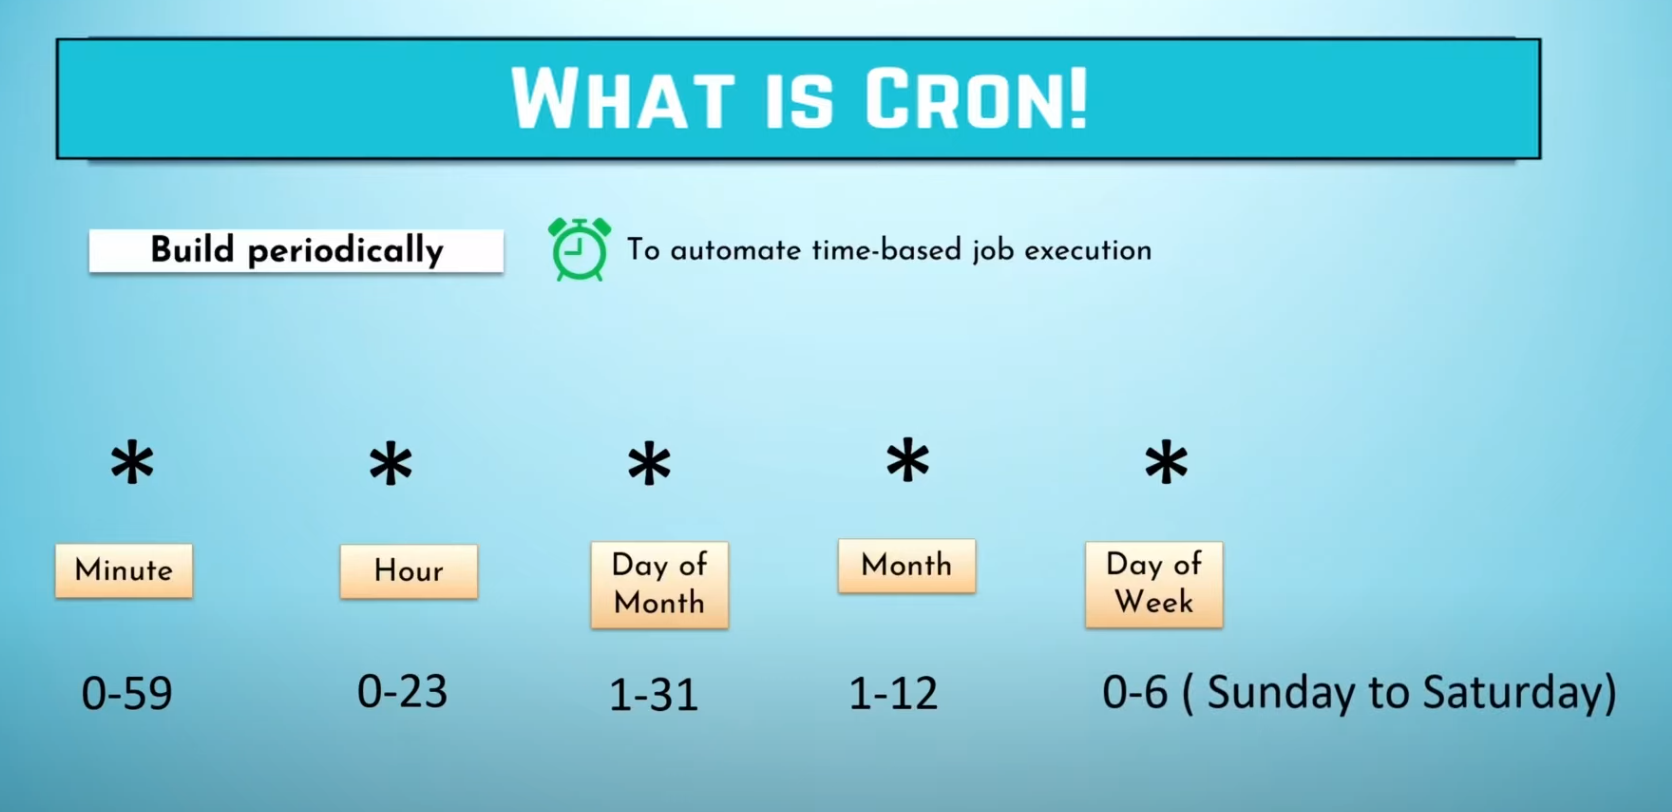 WHAT IS CRON!
Build periodically
To automate time-based job execution
* * * * *
Minute
Hour
Day of
Month
Month
Day of
Week
0-59
0-23
1-31
1-12
0-6 ( Sunday to Saturday)